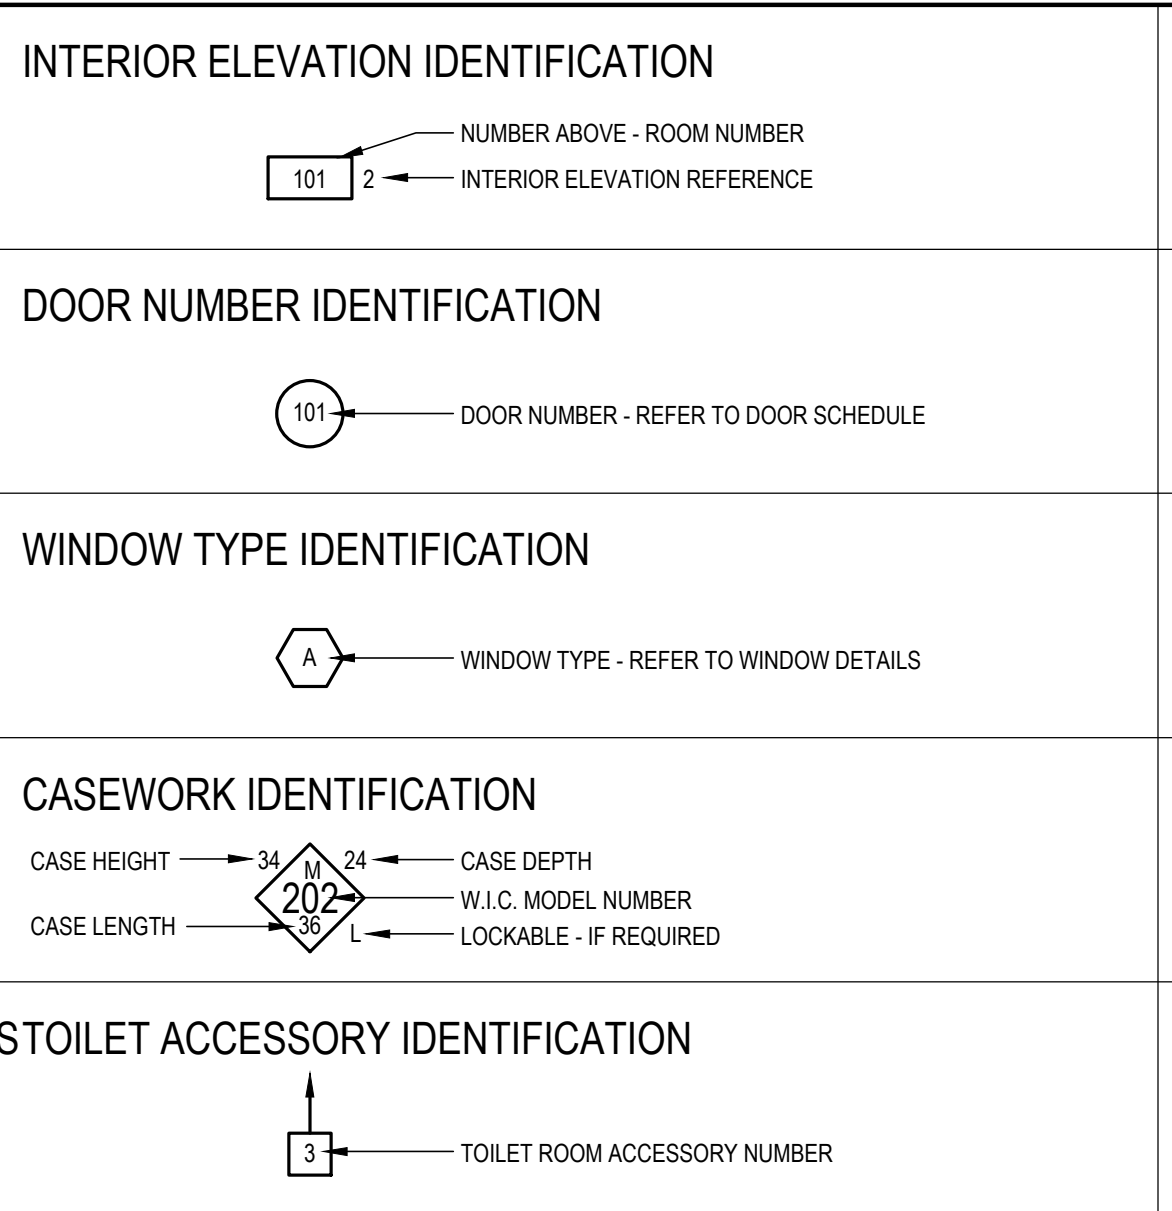 INTERIOR ELEVATION IDENTIFICATION
NUMBER ABOVE - ROOM NUMBER
101 2 INTERIOR ELEVATION REFERENCE
DOOR NUMBER IDENTIFICATION
101 DOOR NUMBER - REFER TO DOOR SCHEDULE
WINDOW TYPE IDENTIFICATION
A WINDOW TYPE - REFER TO WINDOW DETAILS
CASEWORK IDENTIFICATION
CASE HEIGHT 34 M 24 CASE DEPTH
202 W.I.C. MODEL NUMBER
CASE LENGTH 36 L LOCKABLE - IF REQUIRED
S TOILET ACCESSORY IDENTIFICATION
3 TOILET ROOM ACCESSORY NUMBER